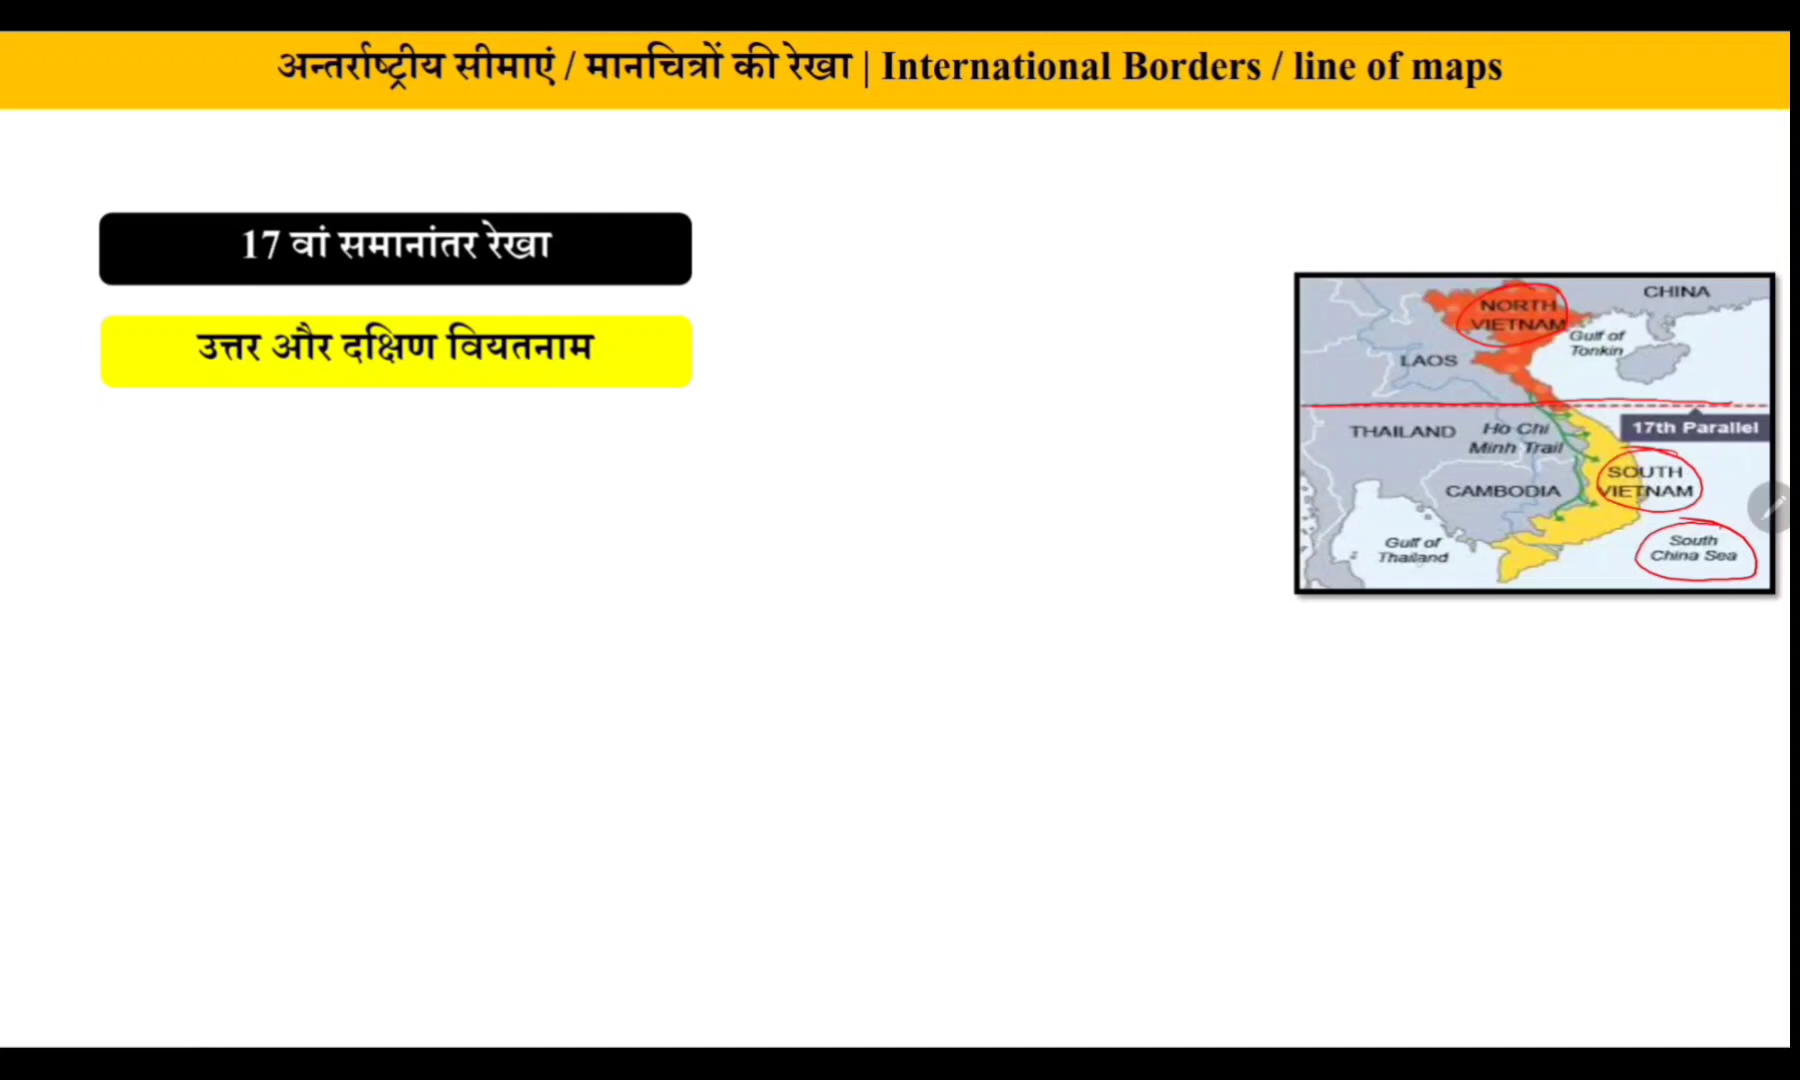 अन्तर्राष्ट्रीय सीमाएं / मानचित्रों की रेखा | International Borders / line of maps
17 वां समानांतर रेखा
उत्तर और दक्षिण वियतनाम
CHINA
NORTH
VIETNAM
Gulf of
Tonkin
LAOS
17th Parallel
THAILAND
Ho Chi
Minh Trail
SOUTH
VIETNAM
CAMBODIA
South
China Sea
Gulf of
Thailand